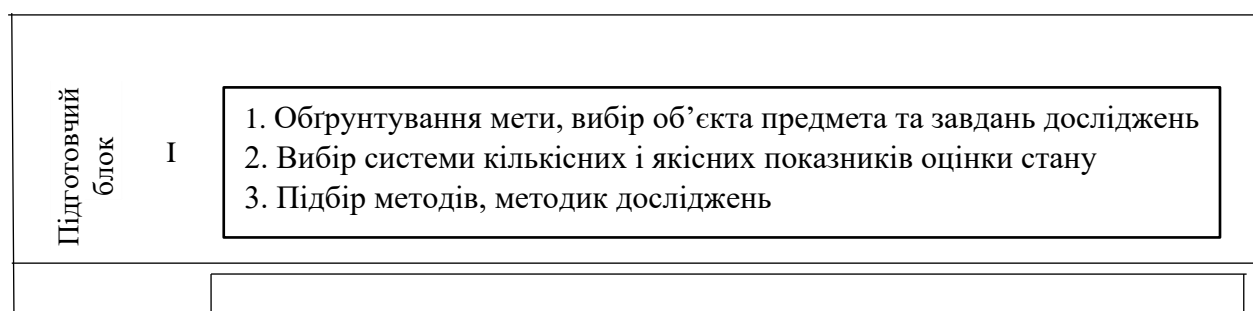 Підготовчий
блок
I
1. Обґрунтування мети, вибір об’єкта предмета та завдань досліджень
2. Вибір системи кількісних і якісних показників оцінки стану
3. Підбір методів, методик досліджень